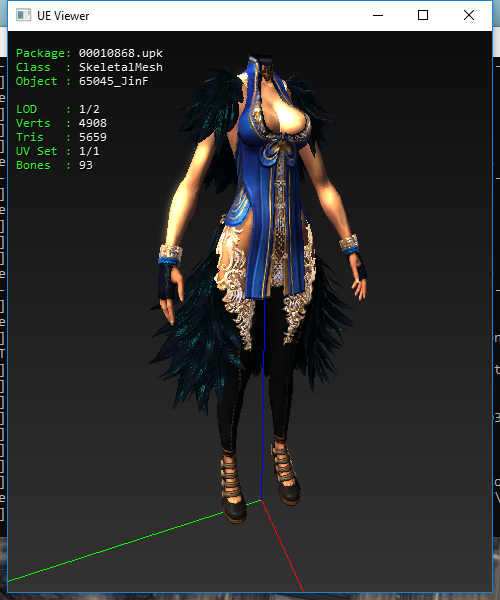 UE Viewer
Package: 00010868.upk
Class : SkeletalMesh
Object : 65045_JinF
LOD : 1/2
Verts : 4908
Tris : 5659
UV Set : 1/1
Bones : 93